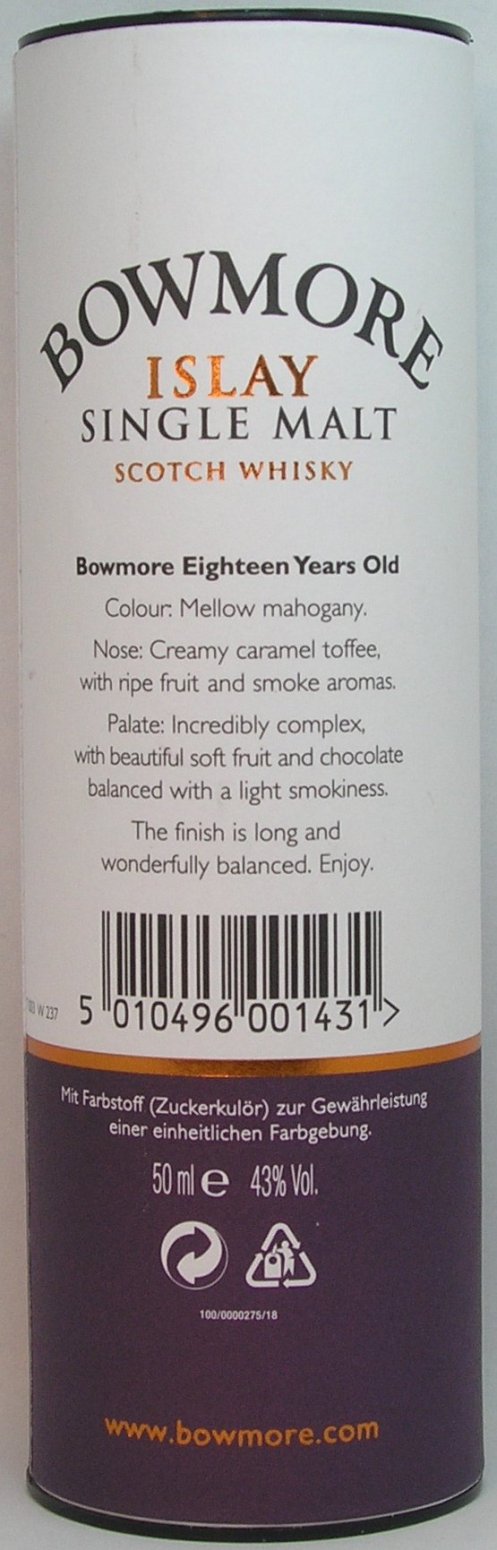 BOWMORE
ISLAY
SINGLE MALT
SCOTCH WHISKY
Bowmore Eighteen Years Old
Colour: Mellow mahogany.
Nose: Creamy caramel toffee,
with ripe fruit and smoke aromas.
Palate: Incredibly complex,
with beautiful soft fruit and chocolate
balanced with a light smokiness.
The finish is long and
wonderfully balanced. Enjoy.
W 237
5 010496 001431 >
Mit Farbstoff (Zuckerkulör) zur Gewährleistung
einer einheitlichen Farbgebung.
50 ml e 43% Vol.
100/0000275/18
www.bowmore.com